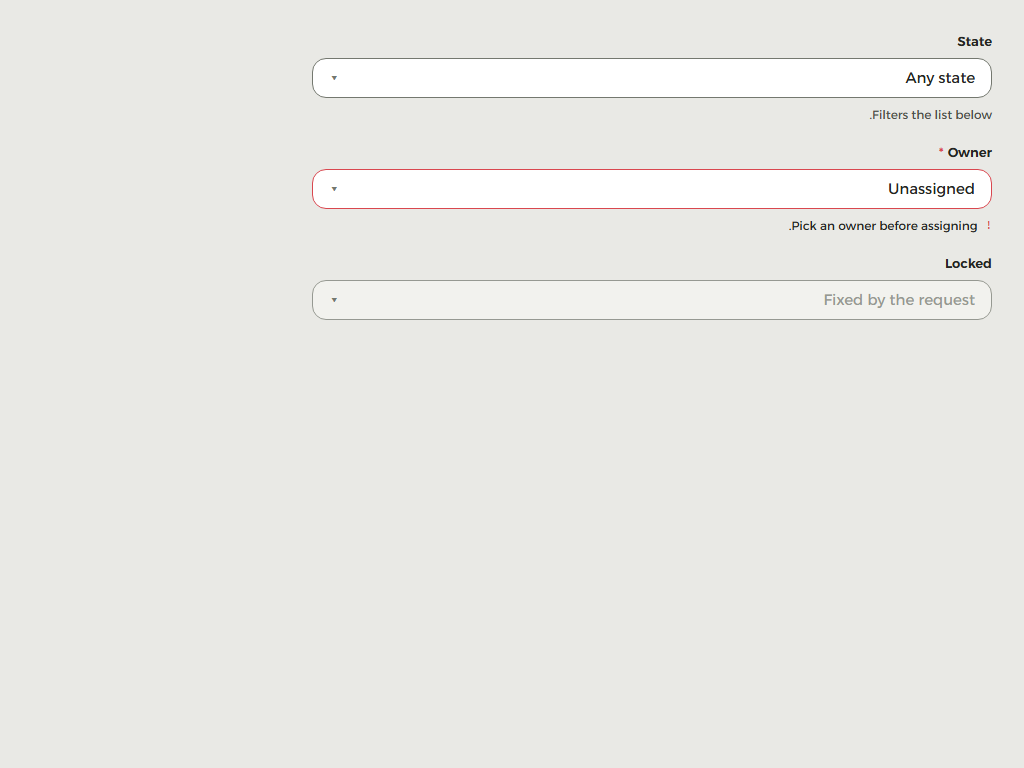 State
Any state
Filters the list below.
Owner *
Unassigned
! Pick an owner before assigning.
Locked
Fixed by the request